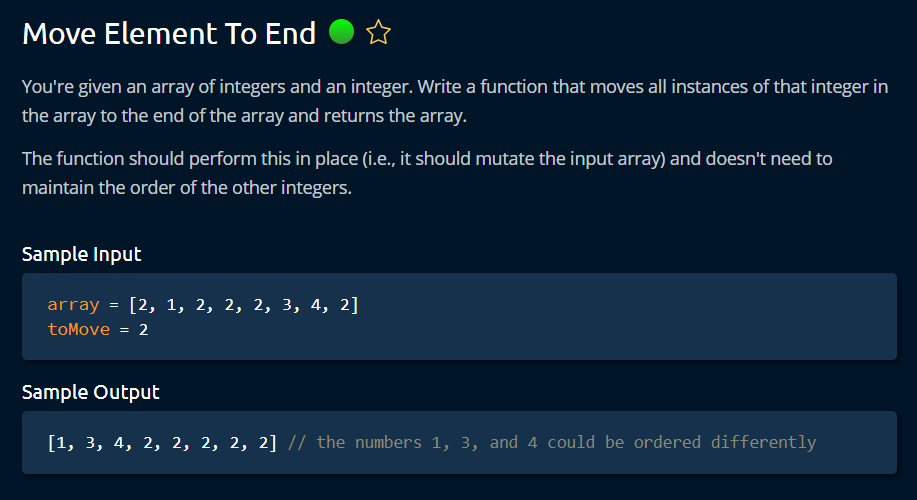 Move Element To End
You're given an array of integers and an integer. Write a function that moves all instances of that integer in
the array to the end of the array and returns the array.
The function should perform this in place (i.e., it should mutate the input array) and doesn't need to
maintain the order of the other integers.
Sample Input
array = [2, 1, 2, 2, 2, 3, 4, 2]
toMove = 2
Sample Output
[1, 3, 4, 2, 2, 2, 2, 2] // the numbers 1, 3, and 4 could be ordered differently